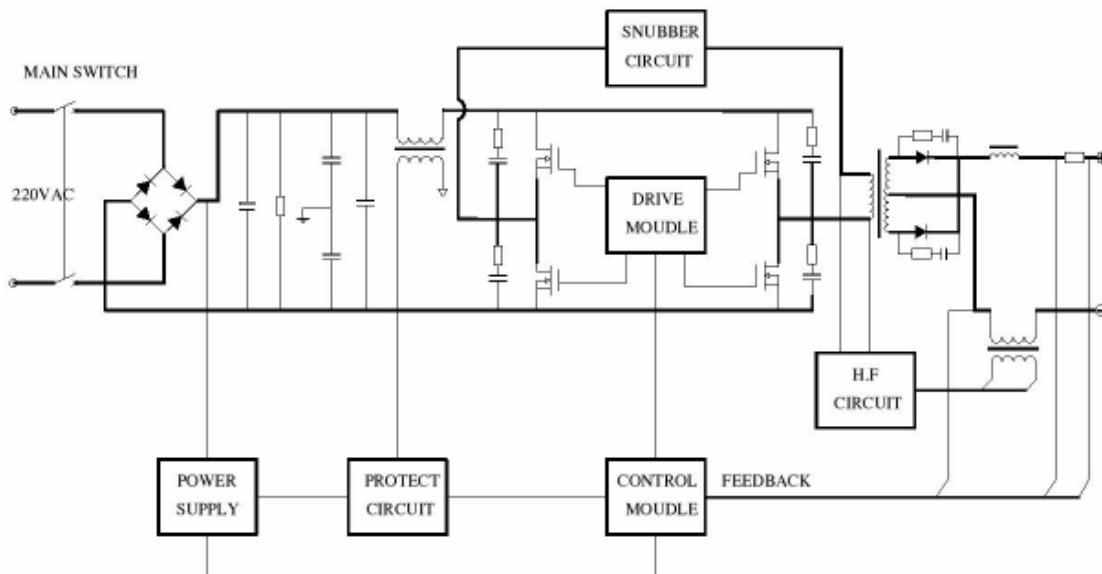 SNUBBER
CIRCUIT
MAIN SWITCH
220VAC
DRIVE
MOUDLE
H.F
CIRCUIT
POWER
SUPPLY
PROTECT
CIRCUIT
CONTROL
MOUDLE
FEEDBACK